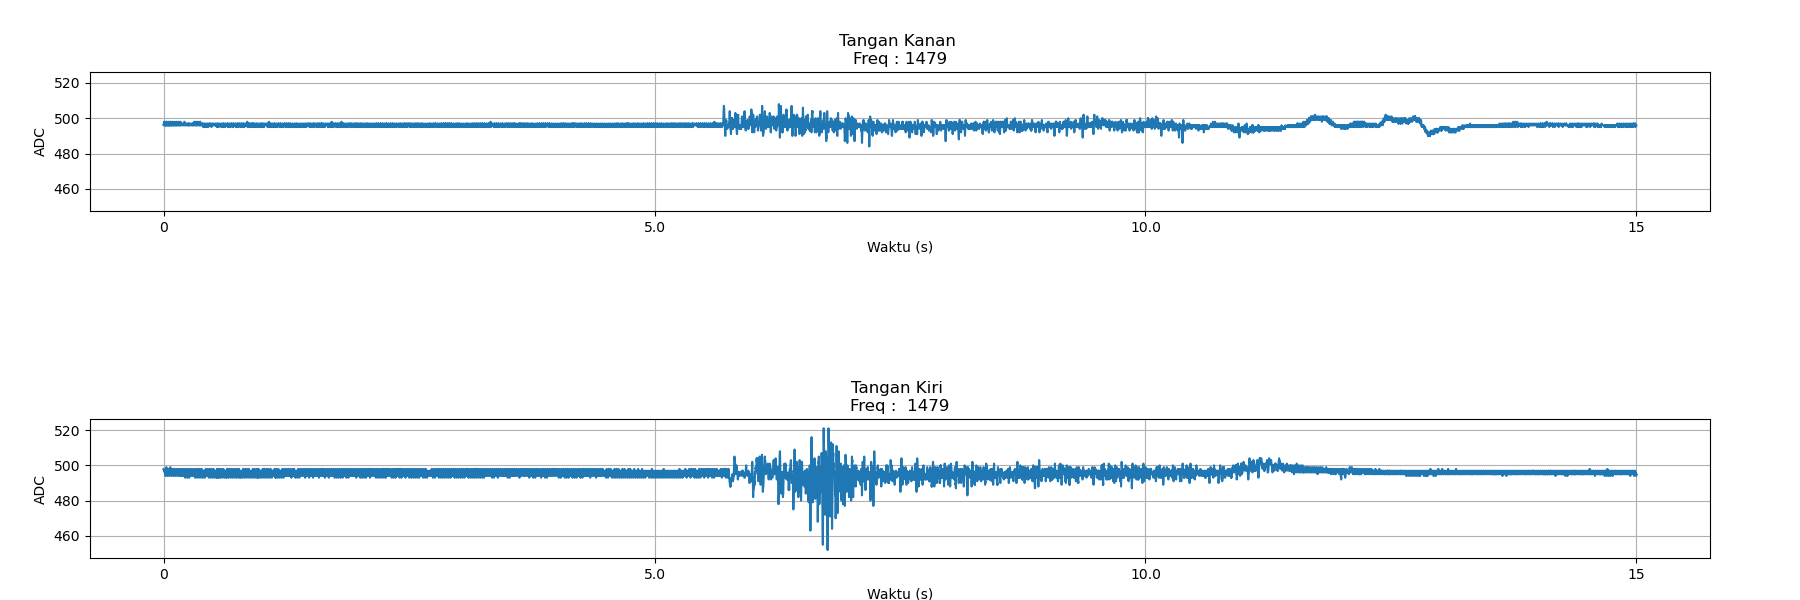 Tangan Kanan
Freq : 1479
520
500
480
460
ADC
0 5.0 10.0 15
Waktu (s)
Tangan Kiri
Freq :  1479
520
500
480
460
ADC
0 5.0 10.0 15
Waktu (s)